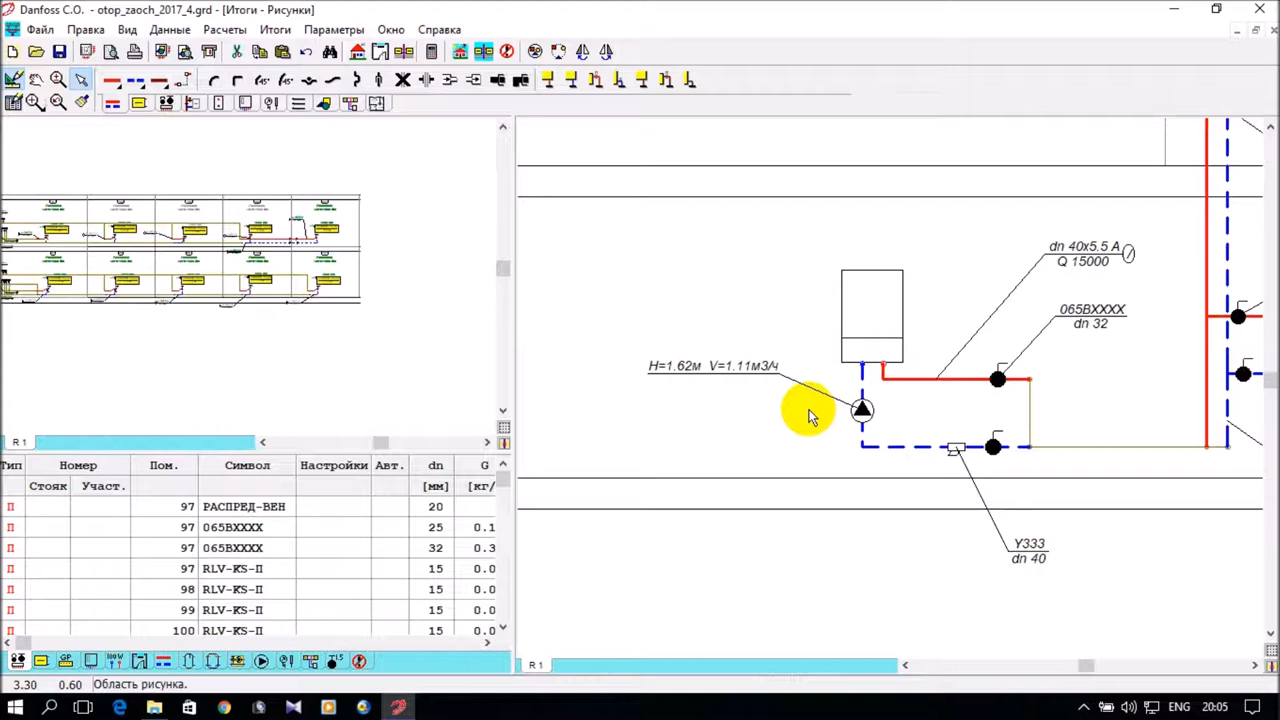 Danfoss C.O. - otop_zaoch_2017_4.grd - [Итоги - Рисунки]
Файл Правка Вид Данные Расчеты Итоги Параметры Окно Справка
dn 40x5.5 A
Q 15000
065BXXXX
dn 32
H=1.62м V=1.11м3/ч
Y333
dn 40
R 1
Тип Номер Пом. Символ Настройки Авт. dn G
Стояк Участ. [мм] [кг/
П 97 РАСПРЕД-ВЕН 20
П 97 065BXXXX 25 0.1
П 97 065BXXXX 32 0.3
П 97 RLV-KS-П 15 0.0
П 98 RLV-KS-П 15 0.0
П 99 RLV-KS-П 15 0.0
П 100 RLV-KS-П 15 0.0
R 1
3.30 0.60 Область рисунка.
ENG 20:05